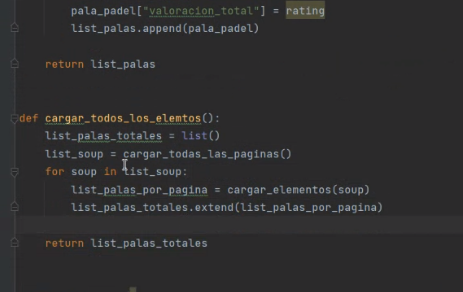 pala_padel["valoracion_total"] = rating
list_palas.append(pala_padel)
return list_palas
def cargar_todos_los_elemtos():
list_palas_totales = list()
list_soup = cargar_todas_las_paginas()
for soup in list_soup:
list_palas_por_pagina = cargar_elementos(soup)
list_palas_totales.extend(list_palas_por_pagina)
return list_palas_totales